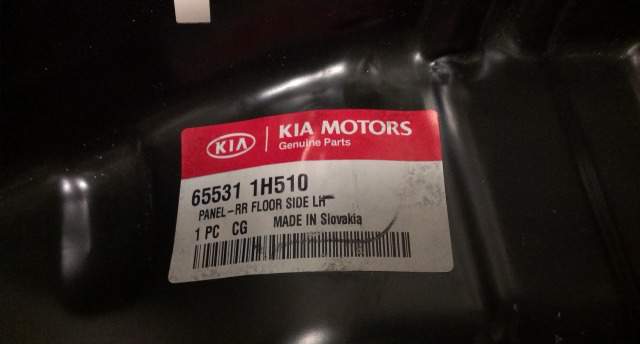 KIA KIA MOTORS
Genuine Parts
65531 1H510
PANEL-RR FLOOR SIDE LH
1 PC CG MADE IN Slovakia